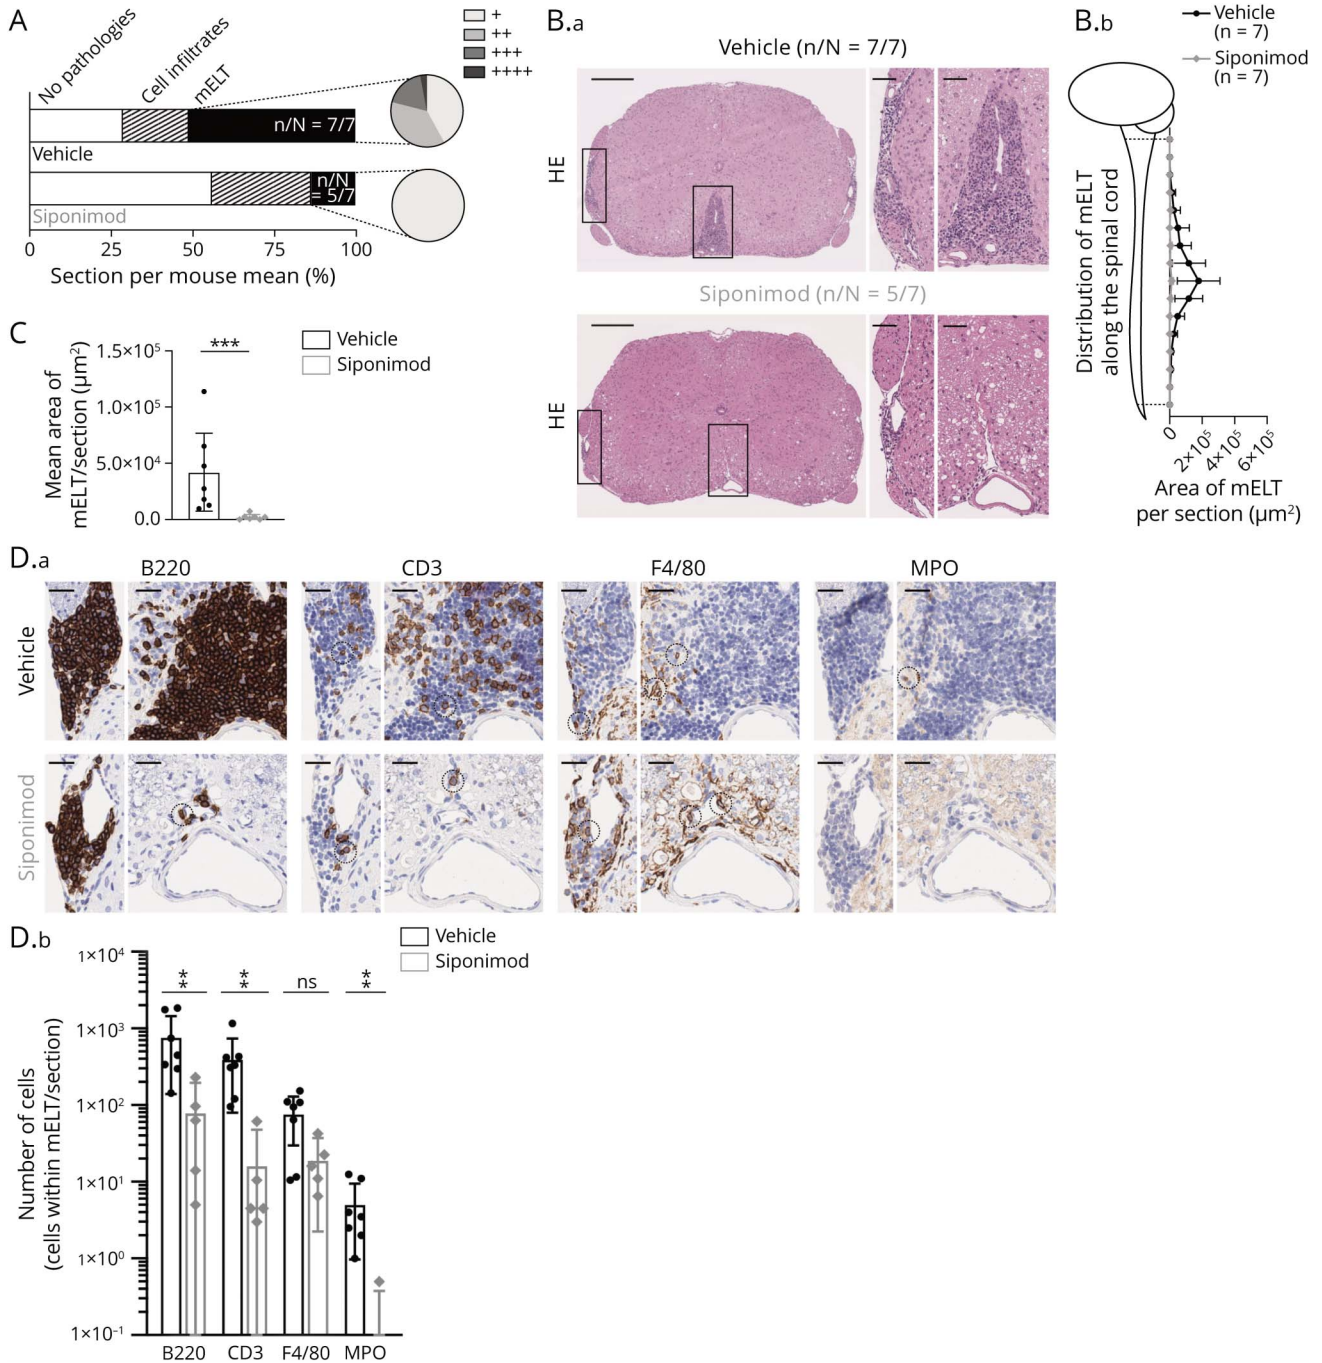 A
No pathologies
Cell infiltrates
mELT
+
++
+++
++++
n/N = 7/7
Vehicle
n/N
= 5/7
Siponimod
0 25 50 75 100
Section per mouse mean (%)
B.a
Vehicle (n/N = 7/7)
HE
Siponimod (n/N = 5/7)
HE
B.b
Vehicle
(n = 7)
Siponimod
(n = 7)
Distribution of mELT
along the spinal cord
0 2×10⁵ 4×10⁵ 6×10⁵
Area of mELT
per section (μm²)
C
Vehicle
Siponimod
***
1.5×10⁵
1.0×10⁵
5.0×10⁴
0.0
Mean area of
mELT/section (μm²)
D.a
B220 CD3 F4/80 MPO
Vehicle
Siponimod
D.b
Vehicle
Siponimod
** ** ns **
1×10⁴
1×10³
1×10²
1×10¹
1×10⁰
1×10⁻¹
Number of cells
(cells within mELT/section)
B220 CD3 F4/80 MPO